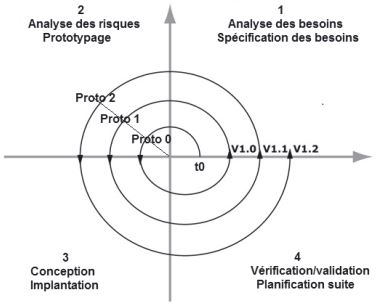 2
Analyse des risques
Prototypage
1
Analyse des besoins
Spécification des besoins
Proto 2
Proto 1
Proto 0
t0
V1.0
V1.1
V1.2
3
Conception
Implantation
4
Vérification/validation
Planification suite